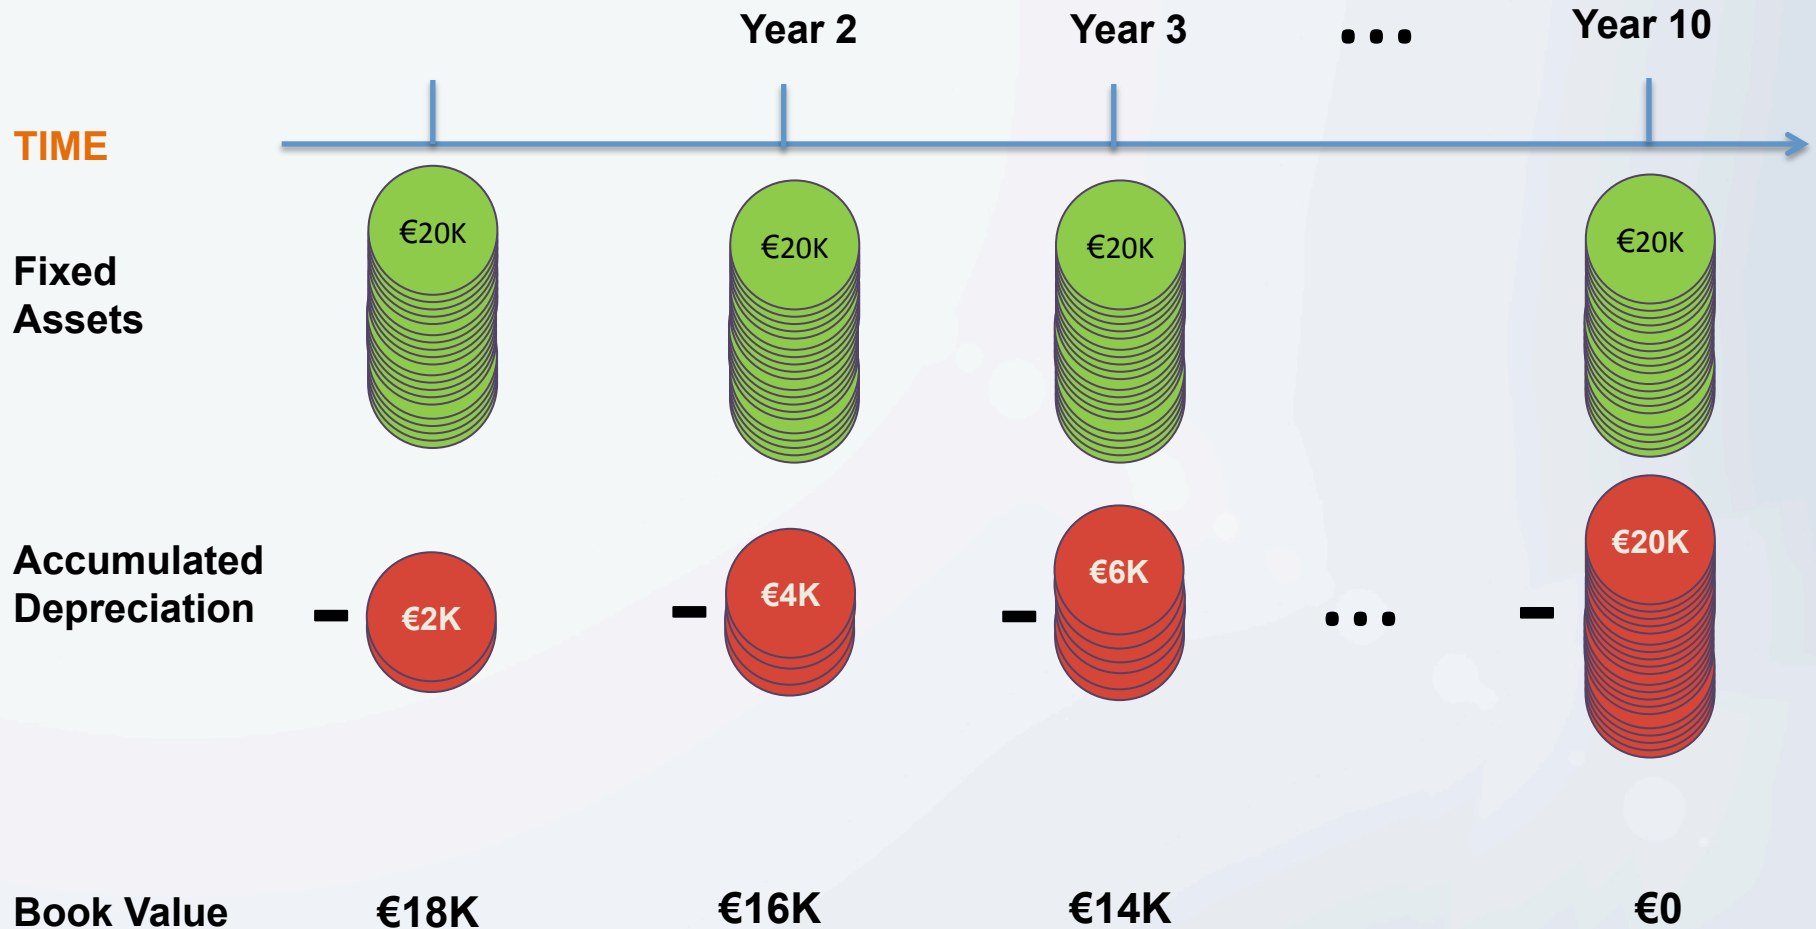 Year 2
Year 3
...
Year 10
TIME
Fixed
Assets
€20K
€20K
€20K
€20K
Accumulated
Depreciation
- €2K
- €4K
- €6K
...
- €20K
Book Value
€18K
€16K
€14K
€0